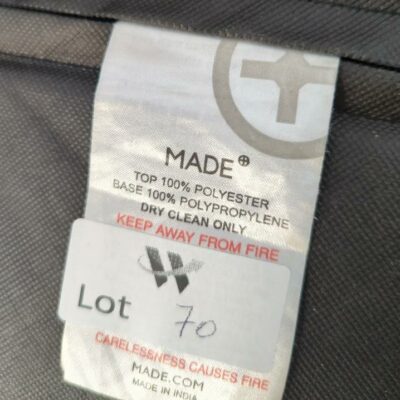 MADE
TOP 100% POLYESTER
BASE 100% POLYPROPYLENE
DRY CLEAN ONLY
KEEP AWAY FROM FIRE
W
Lot 70
CARELESSNESS CAUSES FIRE
MADE.COM
MADE IN INDIA